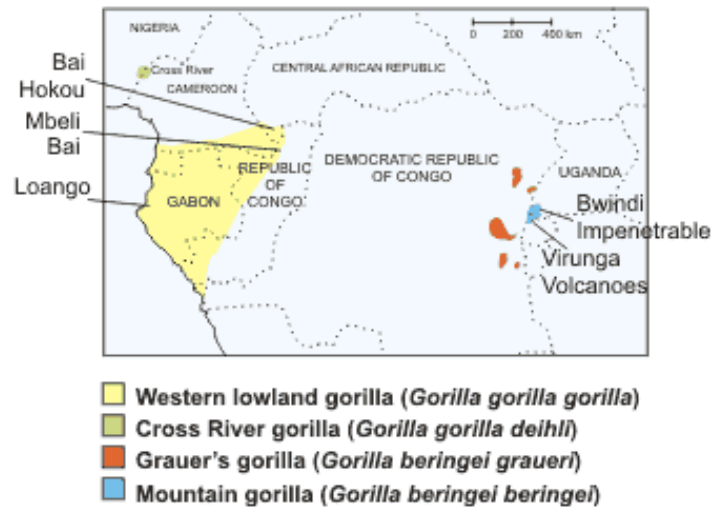 NIGERIA
0 200 400 km
Bai
Hokou
Cross River
CENTRAL AFRICAN REPUBLIC
CAMEROON
Mbeli
Bai
DEMOCRATIC REPUBLIC
OF CONGO
UGANDA
REPUBLIC
OF
CONGO
Loango
GABON
Bwindi
Impenetrable
Virunga
Volcanoes
Western lowland gorilla (Gorilla gorilla gorilla)
Cross River gorilla (Gorilla gorilla deihli)
Grauer's gorilla (Gorilla beringei graueri)
Mountain gorilla (Gorilla beringei beringei)